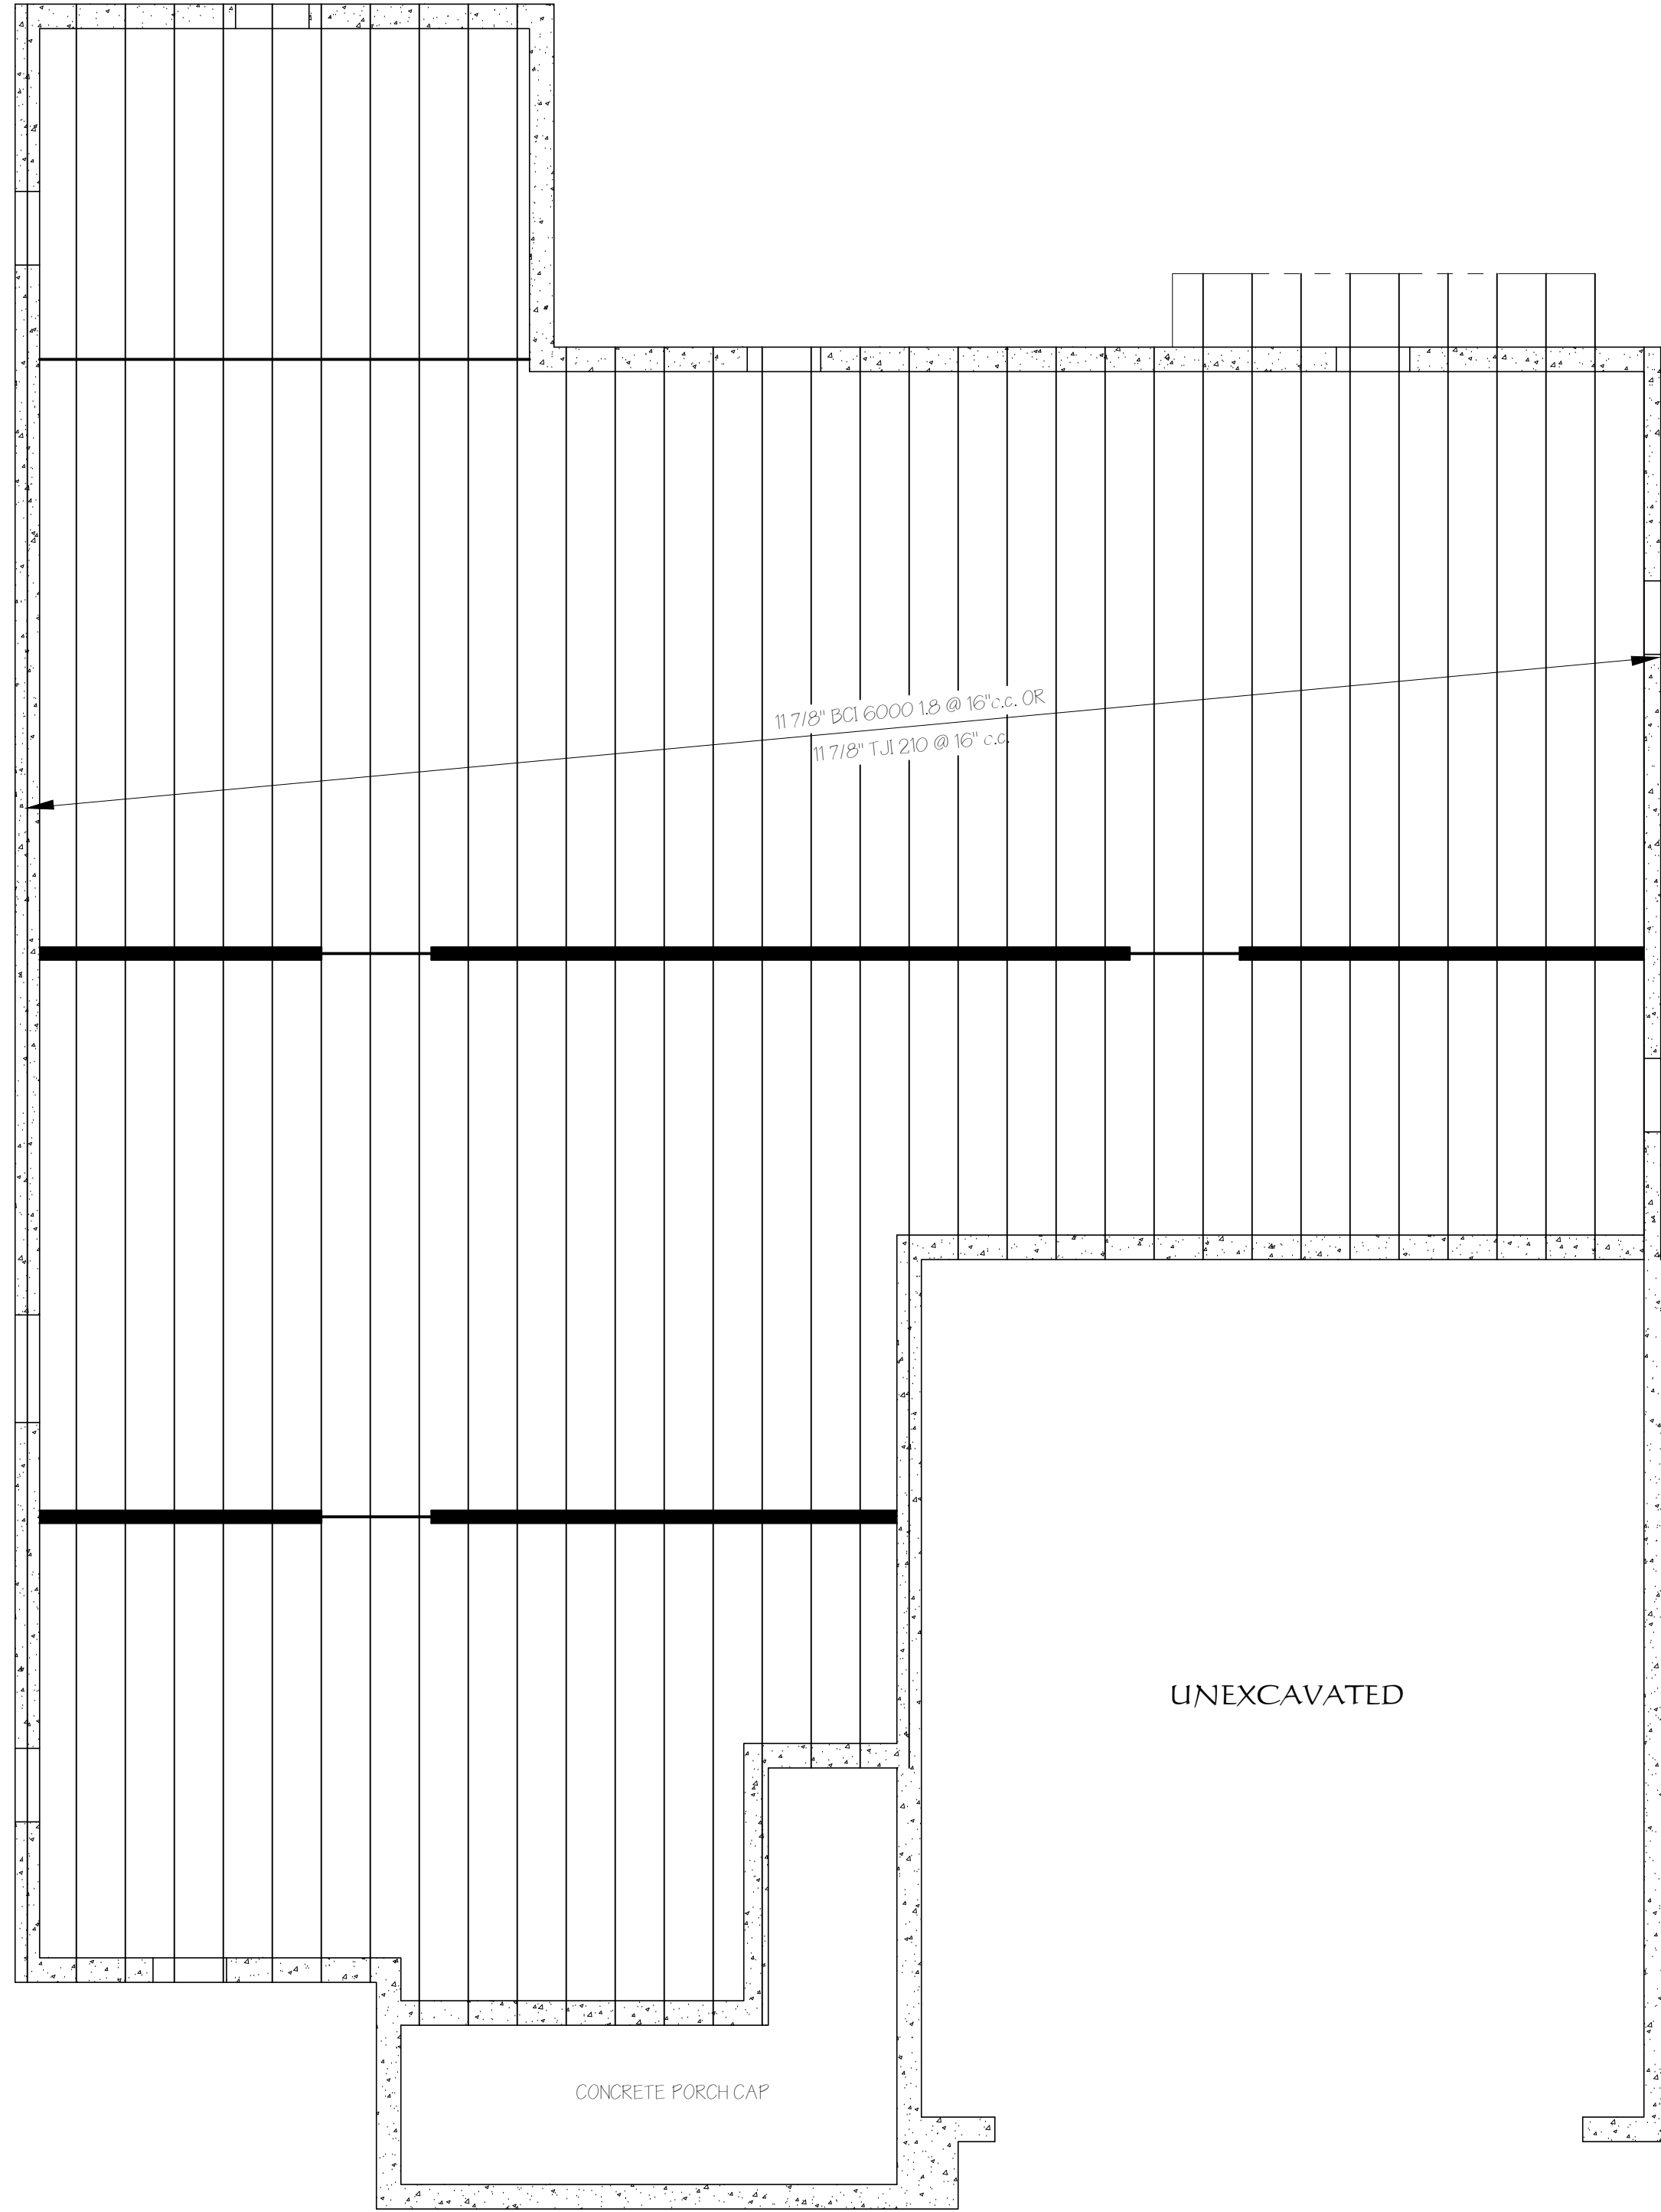 11 7/8" BCI 6000 1.8 @ 16"c.c. OR
11 7/8" TJI 210 @ 16" c.c.
UNEXCAVATED
CONCRETE PORCH CAP